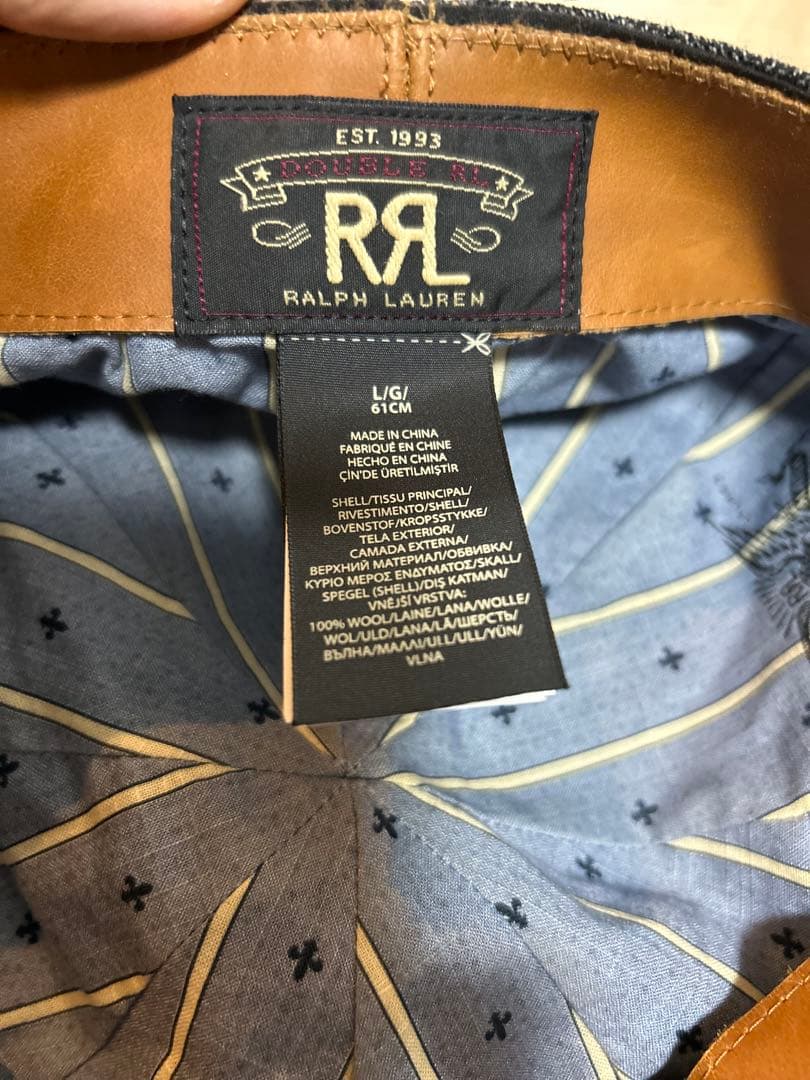 EST. 1993
DOUBLE RL
RRL
RALPH LAUREN
L/G/
61CM
MADE IN CHINA
FABRIQUÉ EN CHINE
HECHO EN CHINA
ÇIN'DE ÜRETİLMİŞTİR
SHELL/TISSU PRINCIPAL/
RIVESTIMENTO/SHELL/
BOVENSTOF/KROPSSTYKKE/
TELA EXTERIOR/
CAMADA EXTERNA/
ВЕРХНИЙ МАТЕРИАЛ/ОБВИВКА/
ΚΥΡΙΟ ΜΕΡΟΣ ΕΝΔΥΜΑΤΟΣ/SKALL/
SPEGEL (SHELL)/DIŞ KATMAN/
VNĚJŠÍ VRSTVA:
100% WOOL/LAINE/LANA/WOLLE/
WOL/ULD/LANA/LÃ/ШЕРСТЬ/
ВЪЛНА/ΜΑΛΛΙ/ULL/ULL/YÜN/
VLNA